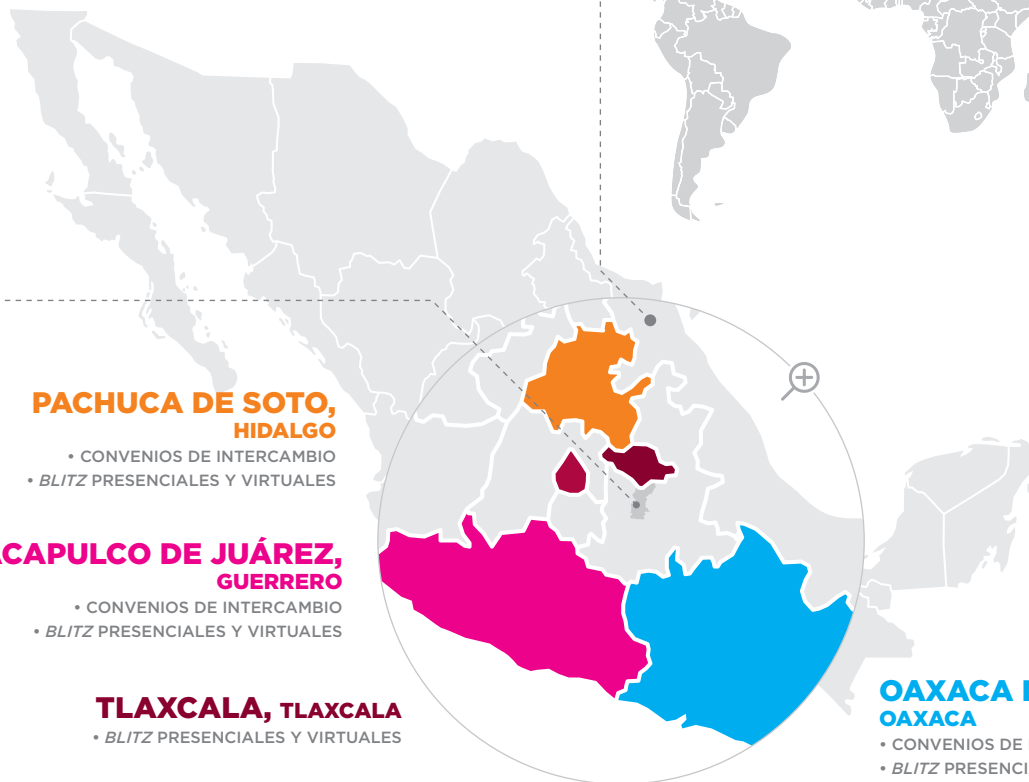 PACHUCA DE SOTO,
HIDALGO
• CONVENIOS DE INTERCAMBIO
• BLITZ PRESENCIALES Y VIRTUALES
ACAPULCO DE JUÁREZ,
GUERRERO
• CONVENIOS DE INTERCAMBIO
• BLITZ PRESENCIALES Y VIRTUALES
TLAXCALA, TLAXCALA
• BLITZ PRESENCIALES Y VIRTUALES
OAXACA
OAXACA
• CONVENIOS DE
• BLITZ